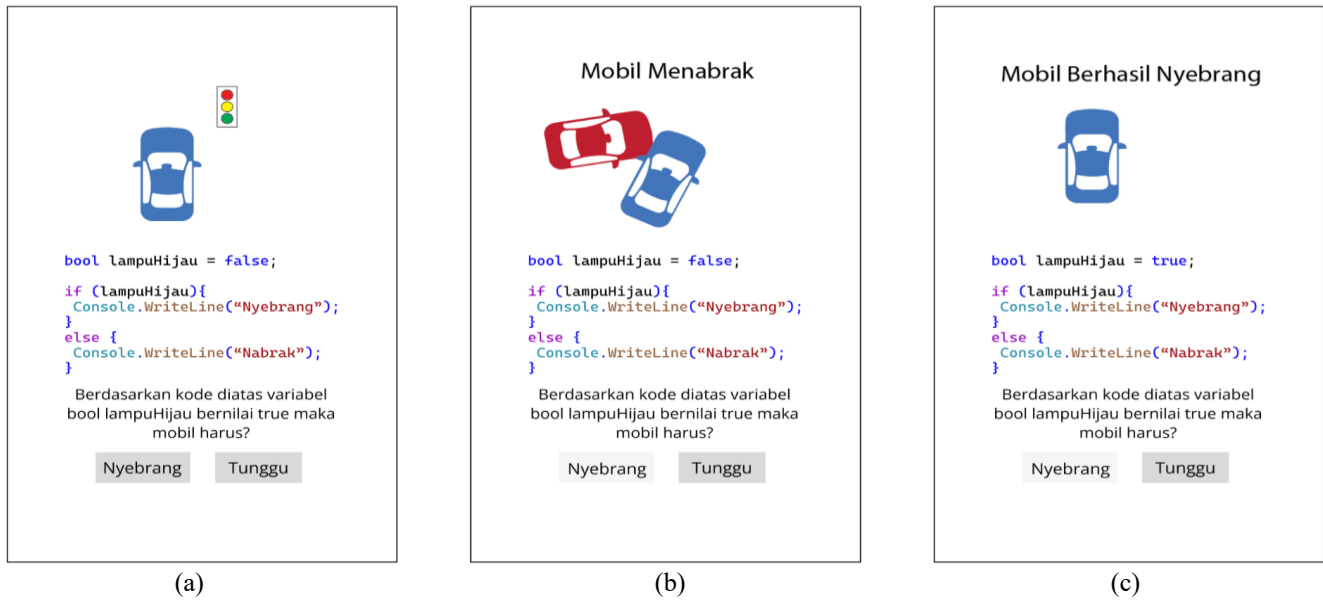 bool lampuHijau = false;
if (lampuHijau){
Console.WriteLine(“Nyebrang”);
}
else {
Console.WriteLine(“Nabrak”);
}
Berdasarkan kode diatas variabel
bool lampuHijau bernilai true maka
mobil harus?
Nyebrang Tunggu
(a)
Mobil Menabrak
bool lampuHijau = false;
if (lampuHijau){
Console.WriteLine(“Nyebrang”);
}
else {
Console.WriteLine(“Nabrak”);
}
Berdasarkan kode diatas variabel
bool lampuHijau bernilai true maka
mobil harus?
Nyebrang Tunggu
(b)
Mobil Berhasil Nyebrang
bool lampuHijau = true;
if (lampuHijau){
Console.WriteLine(“Nyebrang”);
}
else {
Console.WriteLine(“Nabrak”);
}
Berdasarkan kode diatas variabel
bool lampuHijau bernilai true maka
mobil harus?
Nyebrang Tunggu
(c)